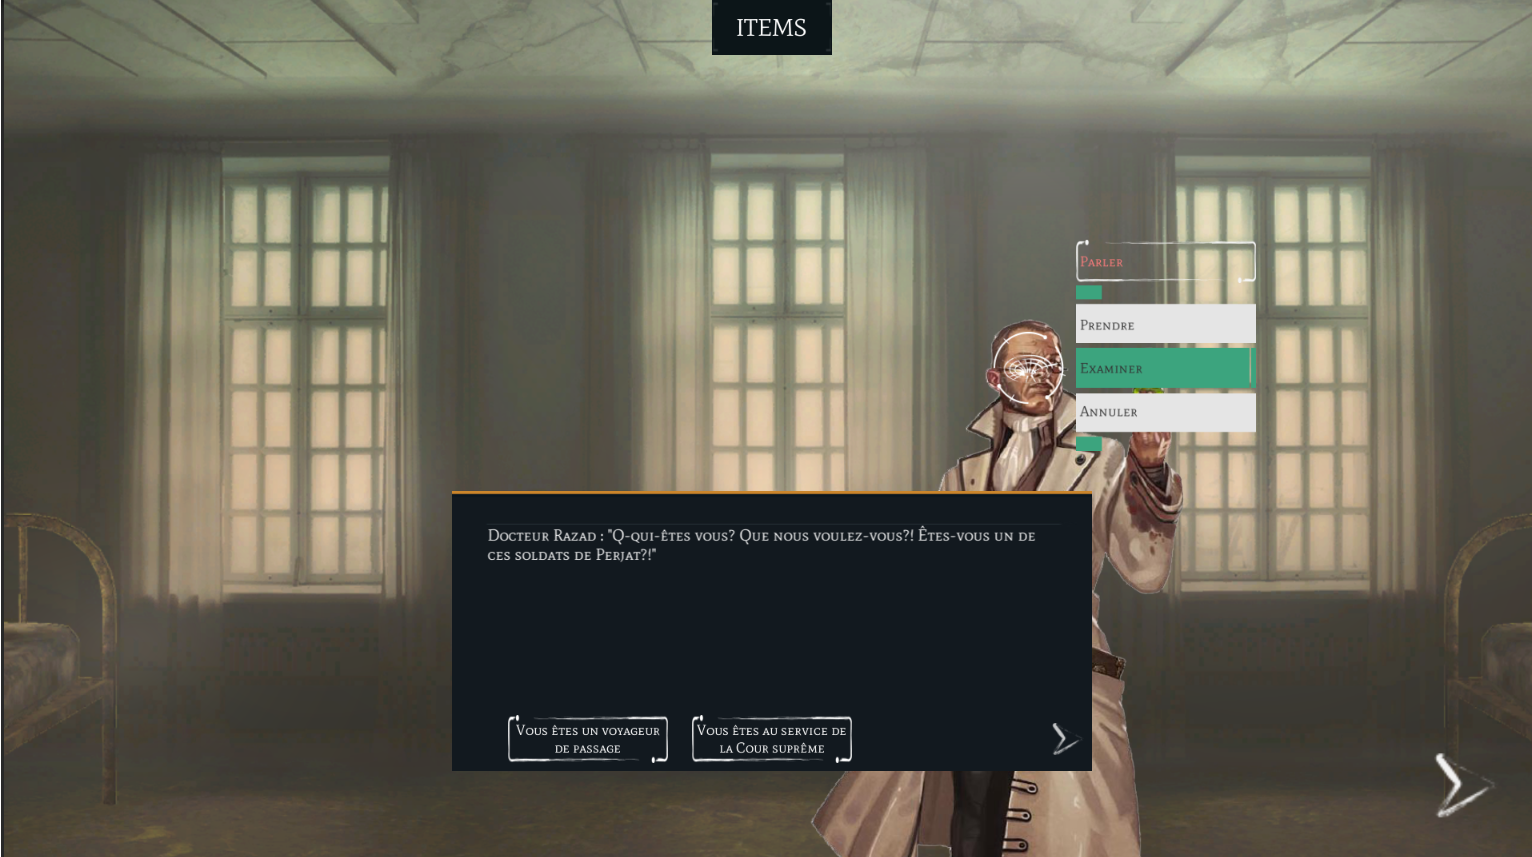 ITEMS
Parler
Prendre
Examiner
Annuler
Docteur Razad : "Q-qui-êtes vous? Que nous voulez-vous?! Êtes-vous un de
ces soldats de Perjat?!"
Vous êtes un voyageur
de passage
Vous êtes au service de
la Cour suprême